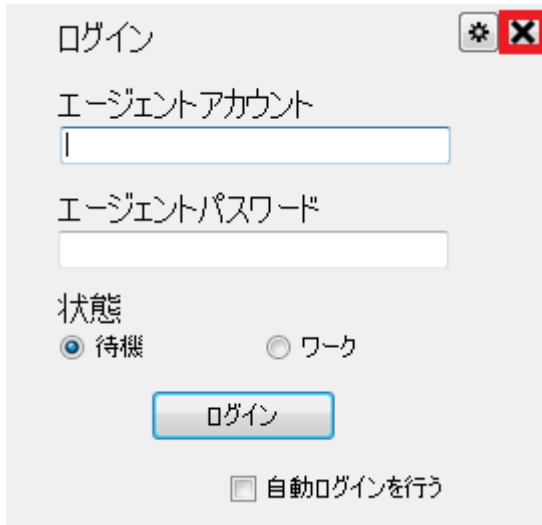 ログイン
エージェントアカウント
エージェントパスワード
状態
待機 ワーク
ログイン
自動ログインを行う